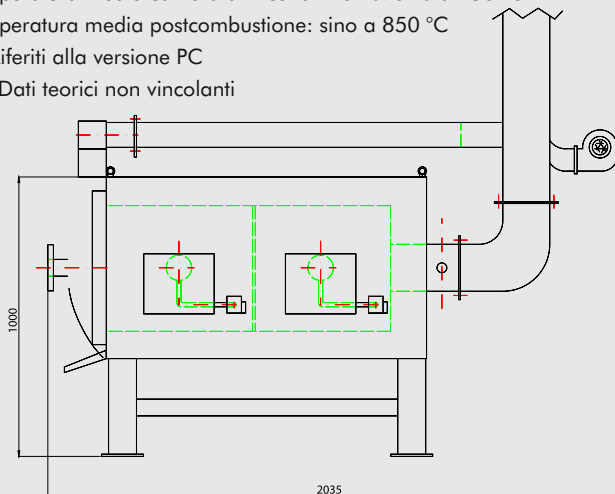 peratura media postcombustione: sino a 850 °C
iferiti alla versione PC
Dati teorici non vincolanti
1000
2035